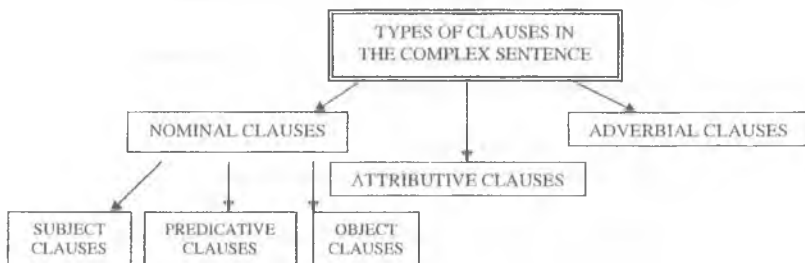 TYPES OF CLAUSES IN
THE COMPLEX SENTENCE
NOMINAL CLAUSES
ADVERBIAL CLAUSES
ATTRIBUTIVE CLAUSES
SUBJECT
CLAUSES
PREDICATIVE
CLAUSES
OBJECT
CLAUSES